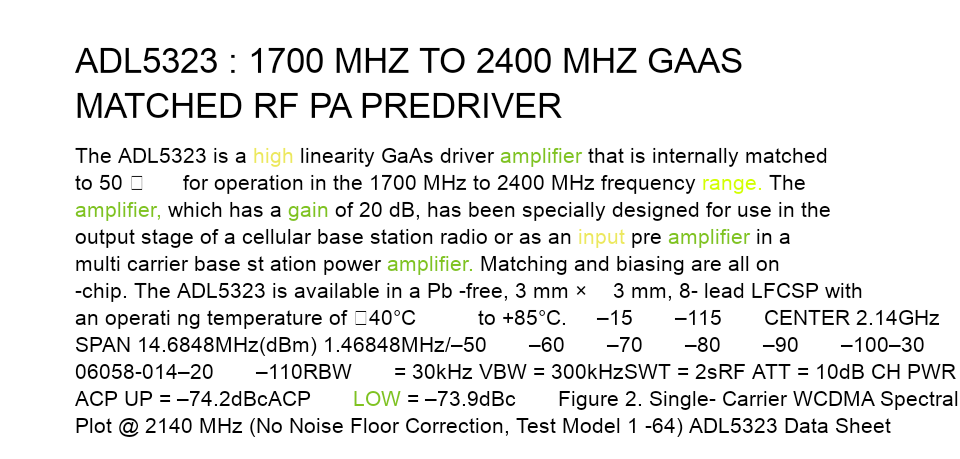 ADL5323 : 1700 MHZ TO 2400 MHZ GAAS
MATCHED RF PA PREDRIVER
The ADL5323 is a high linearity GaAs driver amplifier that is internally matched
to 50 □ for operation in the 1700 MHz to 2400 MHz frequency range. The
amplifier, which has a gain of 20 dB, has been specially designed for use in the
output stage of a cellular base station radio or as an input pre amplifier in a
multi carrier base st ation power amplifier. Matching and biasing are all on
-chip. The ADL5323 is available in a Pb -free, 3 mm × 3 mm, 8- lead LFCSP with
an operati ng temperature of □40°C to +85°C. –15 –115 CENTER 2.14GHz
SPAN 14.6848MHz(dBm) 1.46848MHz/–50 –60 –70 –80 –90 –100–30
06058-014–20 –110RBW = 30kHz VBW = 300kHzSWT = 2sRF ATT = 10dB CH PWR
ACP UP = –74.2dBcACP LOW = –73.9dBc Figure 2. Single- Carrier WCDMA Spectral
Plot @ 2140 MHz (No Noise Floor Correction, Test Model 1 -64) ADL5323 Data Sheet